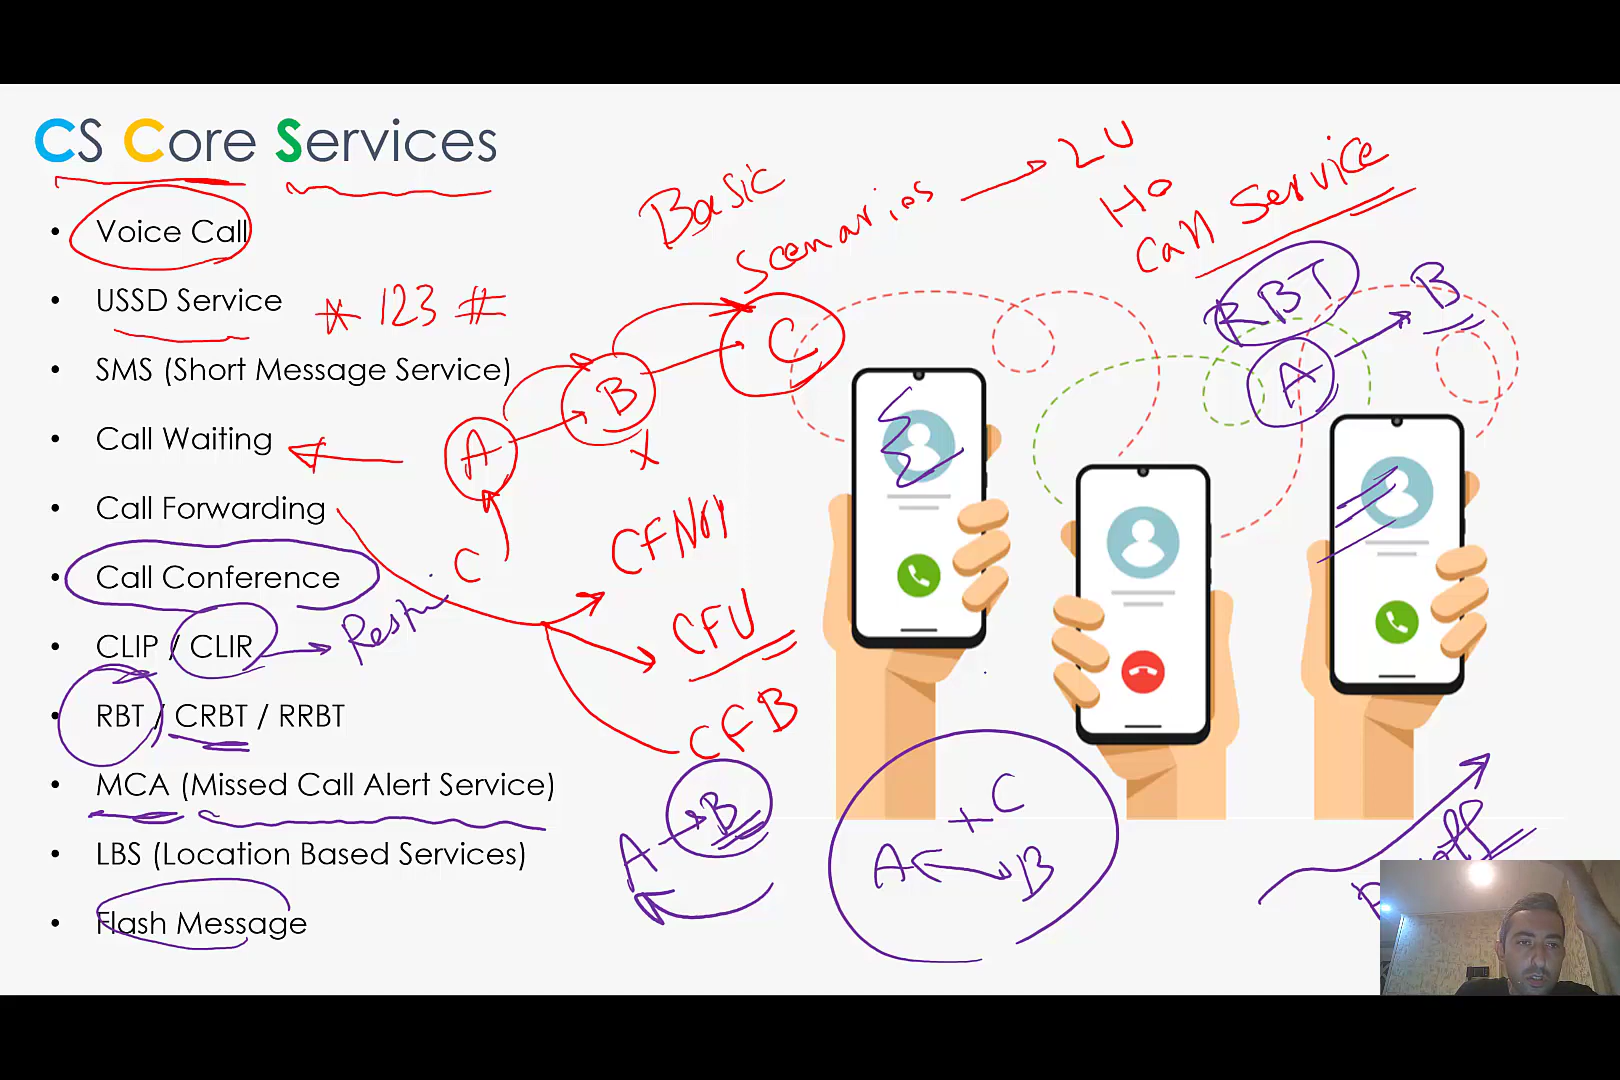 CS Core Services
Voice Call
USSD Service * 123 #
SMS (Short Message Service)
Call Waiting
Call Forwarding
Call Conference
CLIP / CLIR
RBT / CRBT / RRBT
MCA (Missed Call Alert Service)
LBS (Location Based Services)
Flash Message
Basic
Scenarios
LU
HO
Call Service
RBT
A
B
A
B
C
X
C
CFU
CFB
A
B
+ C
A
B